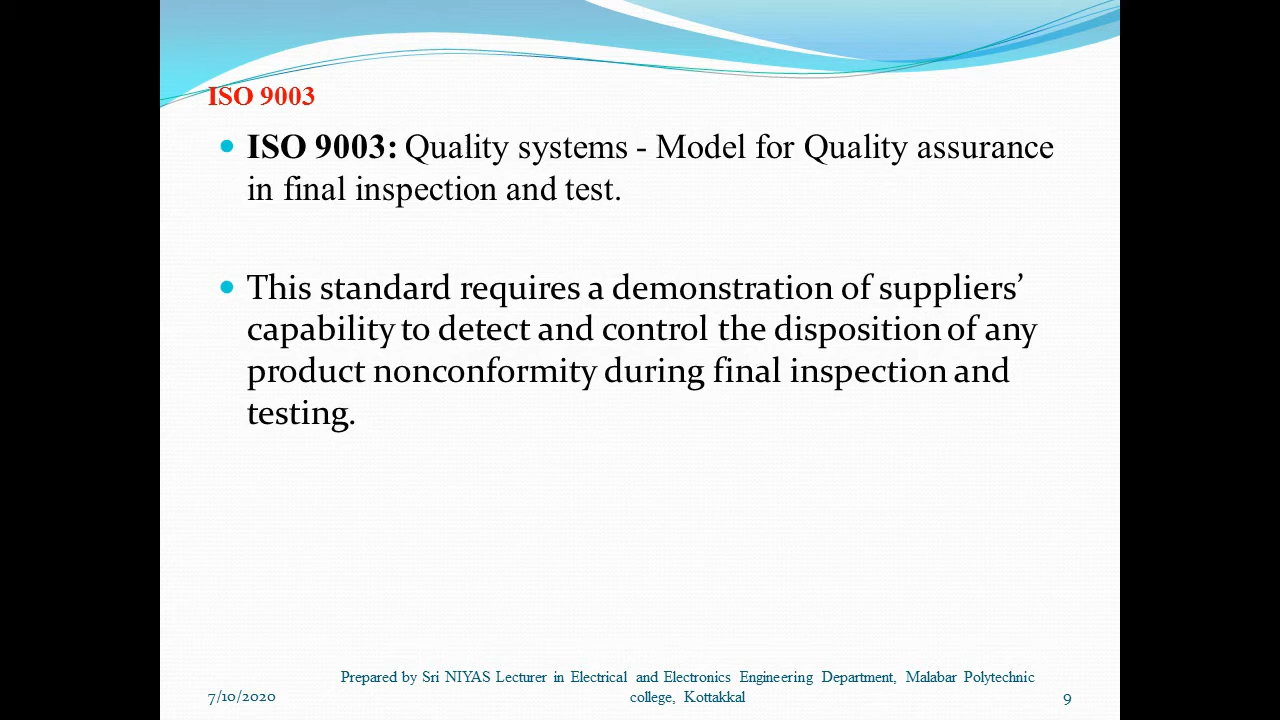 ISO 9003
ISO 9003: Quality systems - Model for Quality assurance
in final inspection and test.
This standard requires a demonstration of suppliers’
capability to detect and control the disposition of any
product nonconformity during final inspection and
testing.
Prepared by Sri NIYAS Lecturer in Electrical and Electronics Engineering Department, Malabar Polytechnic
7/10/2020 college, Kottakkal 9